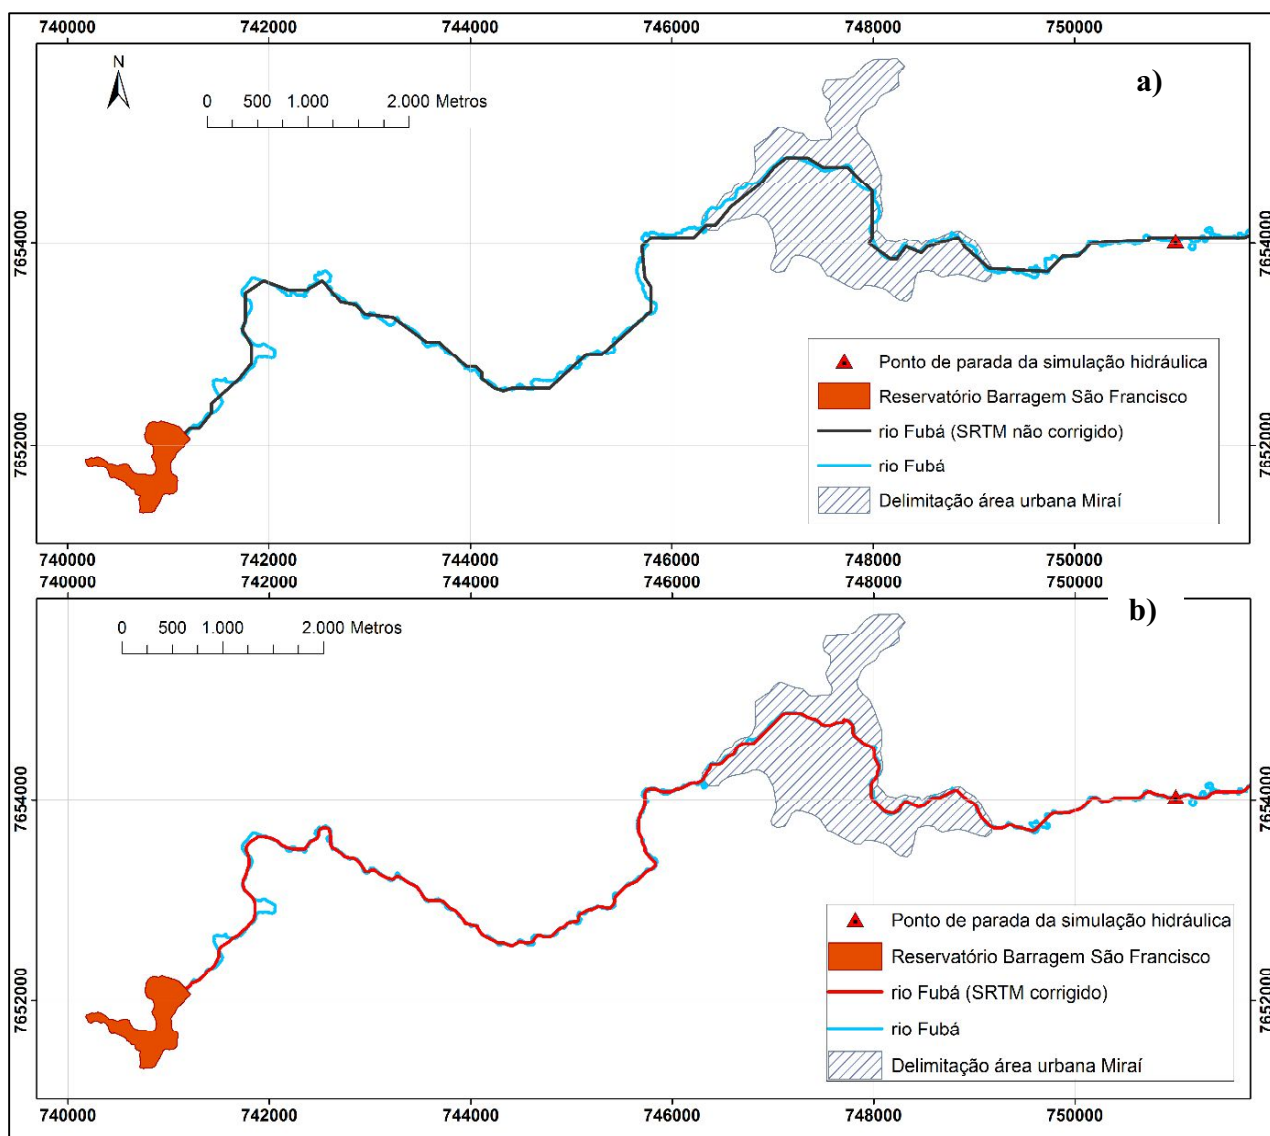 740000 742000 744000 746000 748000 750000
a)
N
0 500 1.000 2.000 Metros
7654000 7654000
7652000 7652000
Ponto de parada da simulação hidráulica
Reservatório Barragem São Francisco
rio Fubá (SRTM não corrigido)
rio Fubá
Delimitação área urbana Miraí
740000 742000 744000 746000 748000 750000
740000 742000 744000 746000 748000 750000
b)
0 500 1.000 2.000 Metros
7654000 7654000
7652000 7652000
Ponto de parada da simulação hidráulica
Reservatório Barragem São Francisco
rio Fubá (SRTM corrigido)
rio Fubá
Delimitação área urbana Miraí
740000 742000 744000 746000 748000 750000